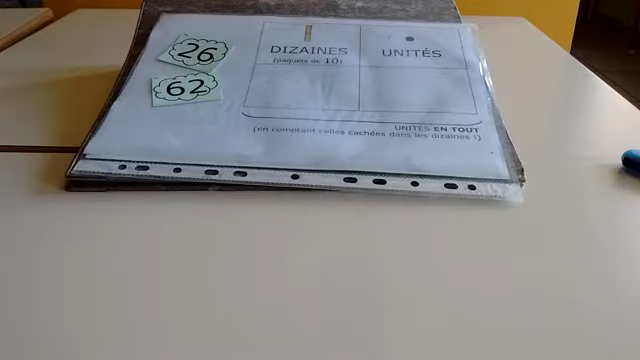 26
62
DIZAINES
(paquets de 10)
UNITÉS
UNITÉS EN TOUT
(en comptant celles cachées dans les dizaines !)